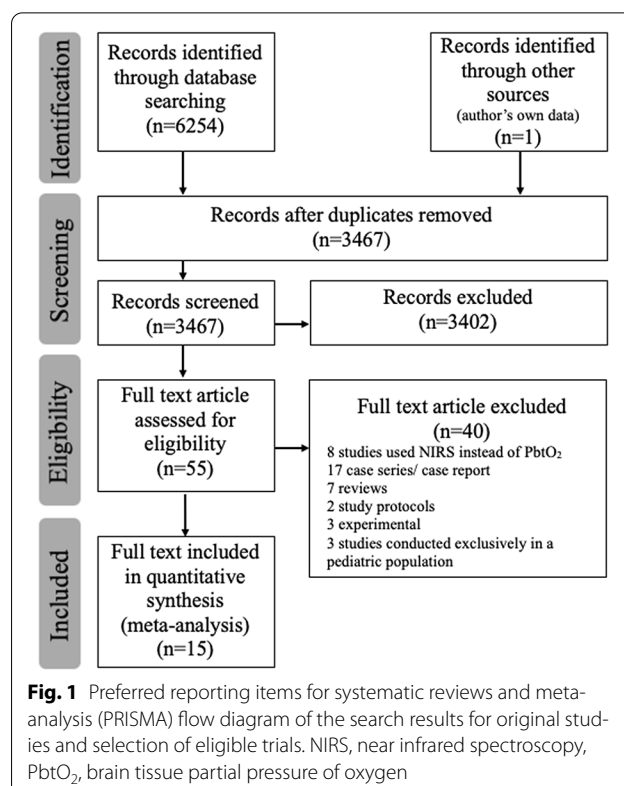 Identification
Records identified
through database
searching
(n=6254)
Records identified
through other
sources
(author's own data)
(n=1)
Screening
Records after duplicates removed
(n=3467)
Records screened
(n=3467)
Records excluded
(n=3402)
Eligibility
Full text article
assessed for
eligibility
(n=55)
Full text article excluded
(n=40)
8 studies used NIRS instead of PbtO₂
17 case series/ case report
7 reviews
2 study protocols
3 experimental
3 studies conducted exclusively in a
pediatric population
Included
Full text included
in quantitative
synthesis
(meta-analysis)
(n=15)
Fig. 1 Preferred reporting items for systematic reviews and meta-
analysis (PRISMA) flow diagram of the search results for original stud-
ies and selection of eligible trials. NIRS, near infrared spectroscopy,
PbtO₂, brain tissue partial pressure of oxygen